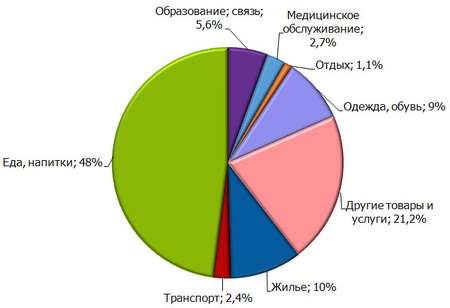 Образование; связь;
5,6%
Медицинское
обслуживание;
2,7%
Отдых; 1,1%
Одежда, обувь; 9%
Другие товары и
услуги; 21,2%
Жилье; 10%
Транспорт; 2,4%
Еда, напитки; 48%